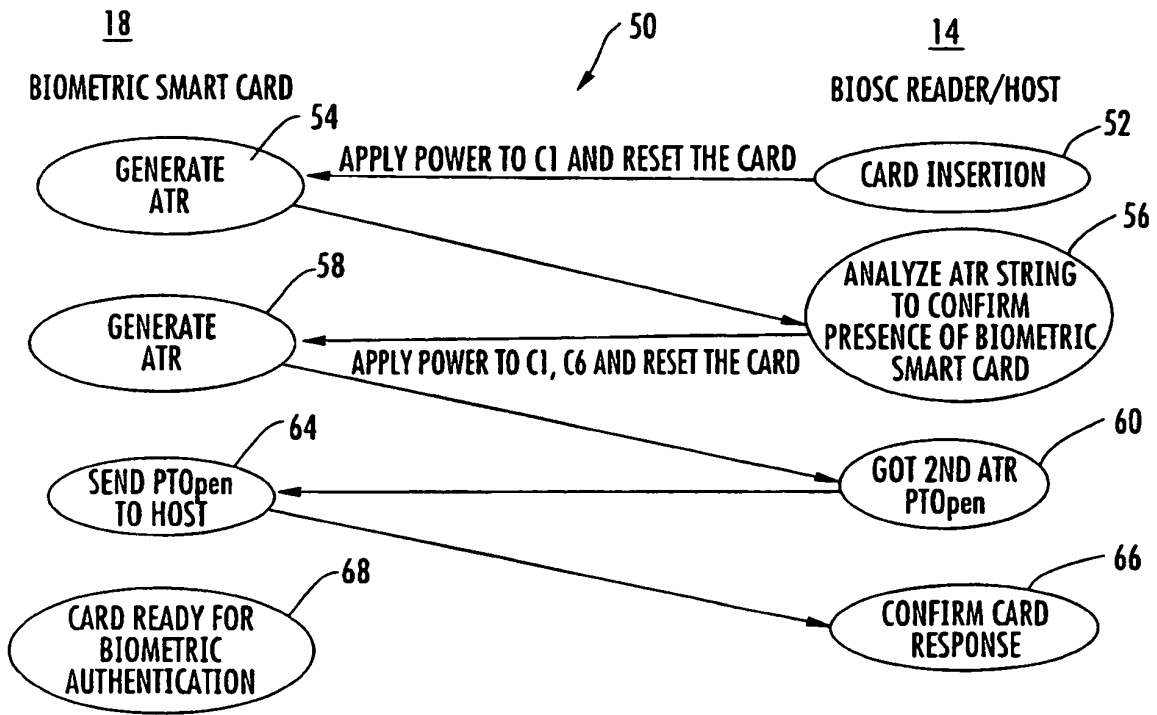 18
50
14
BIOMETRIC SMART CARD
BIOSC READER/HOST
54
52
GENERATE
ATR
APPLY POWER TO C1 AND RESET THE CARD
CARD INSERTION
56
58
ANALYZE ATR STRING
TO CONFIRM
PRESENCE OF BIOMETRIC
SMART CARD
GENERATE
ATR
APPLY POWER TO C1, C6 AND RESET THE CARD
64
60
SEND PTOpen
TO HOST
GOT 2ND ATR
PTOpen
68
66
CARD READY FOR
BIOMETRIC
AUTHENTICATION
CONFIRM CARD
RESPONSE